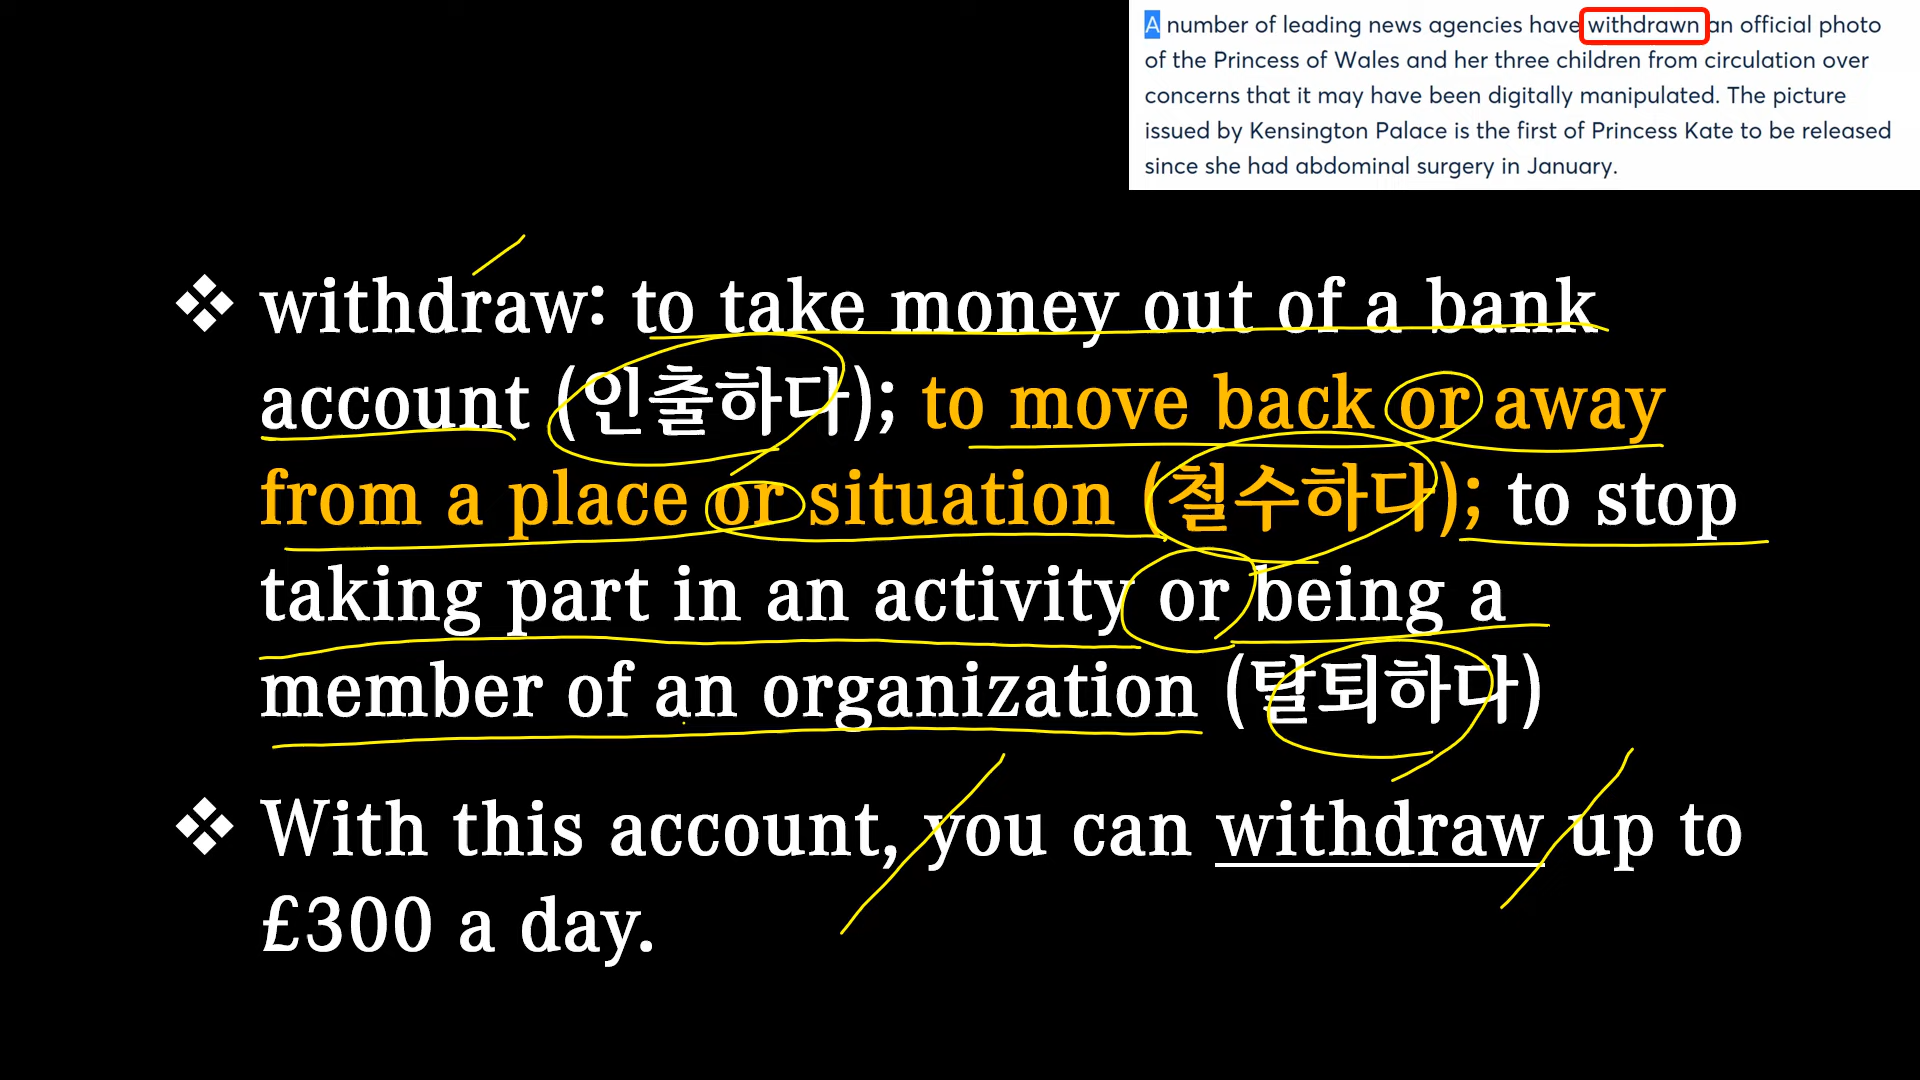 A number of leading news agencies have withdrawn an official photo
of the Princess of Wales and her three children from circulation over
concerns that it may have been digitally manipulated. The picture
issued by Kensington Palace is the first of Princess Kate to be released
since she had abdominal surgery in January.
❖ withdraw: to take money out of a bank
account (인출하다); to move back or away
from a place or situation (철수하다); to stop
taking part in an activity or being a
member of an organization (탈퇴하다)
❖ With this account, you can withdraw up to
£300 a day.